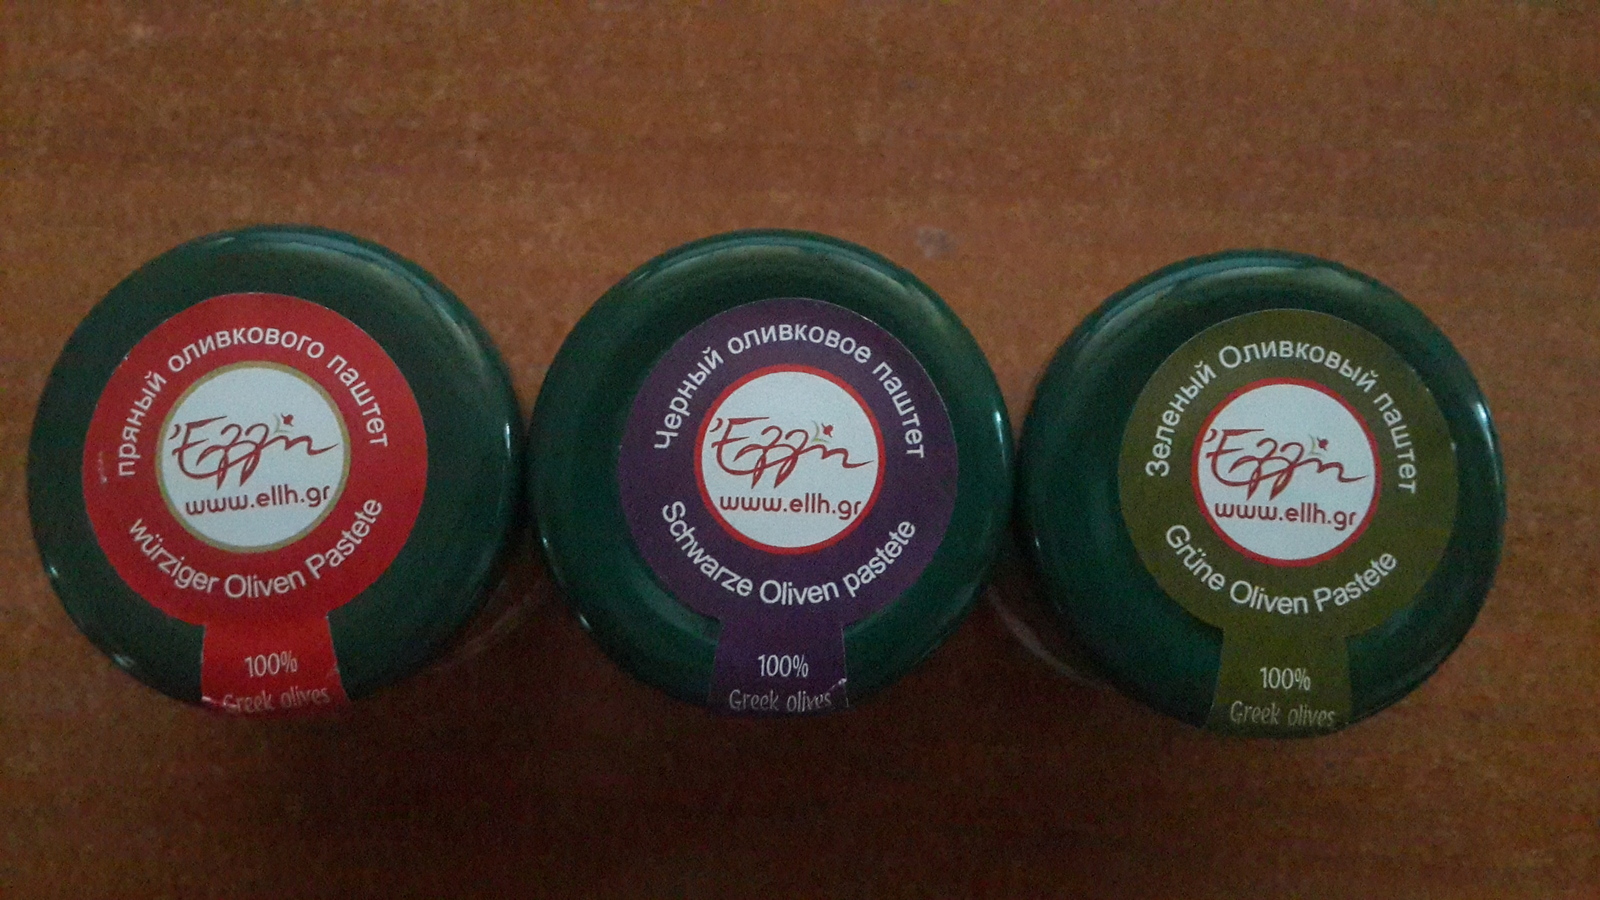 пряный оливкового паштет
Έλλη
www.ellh.gr
würziger Oliven Pastete
100%
Greek olives
Черный оливковое паштет
Έλλη
www.ellh.gr
Schwarze Oliven pastete
100%
Greek olives
Зеленый Оливковый паштет
Έλλη
www.ellh.gr
Grüne Oliven Pastete
100%
Greek olives